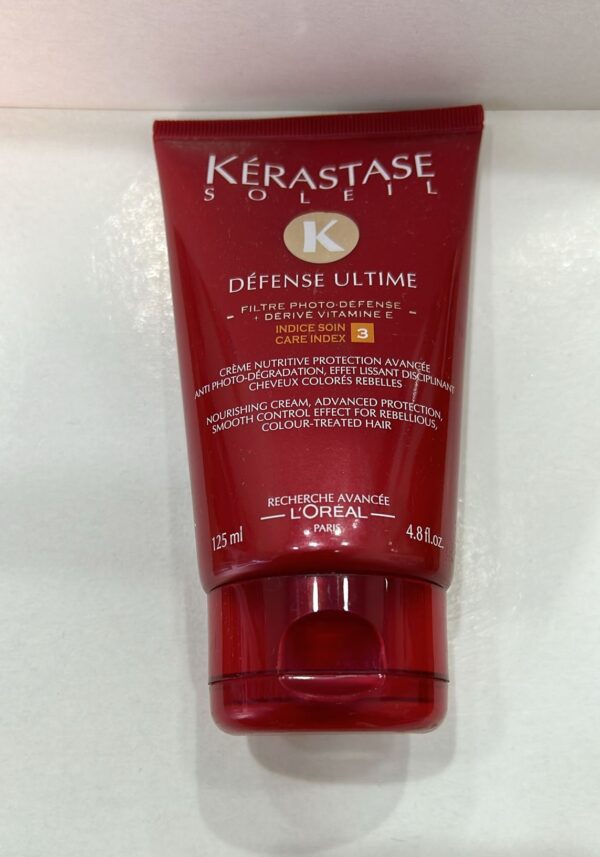 KÉRASTASE
SOLEIL
K
DÉFENSE ULTIME
FILTRE PHOTO-DÉFENSE
+ DÉRIVÉ VITAMINE E
INDICE SOIN
CARE INDEX 3
CRÈME NUTRITIVE PROTECTION AVANCÉE
ANTI PHOTO-DÉGRADATION, EFFET LISSANT DISCIPLINANT
CHEVEUX COLORÉS REBELLES
NOURISHING CREAM, ADVANCED PROTECTION,
SMOOTH CONTROL EFFECT FOR REBELLIOUS,
COLOUR-TREATED HAIR
RECHERCHE AVANCÉE
L'ORÉAL
PARIS
125 ml 4.8 fl.oz.